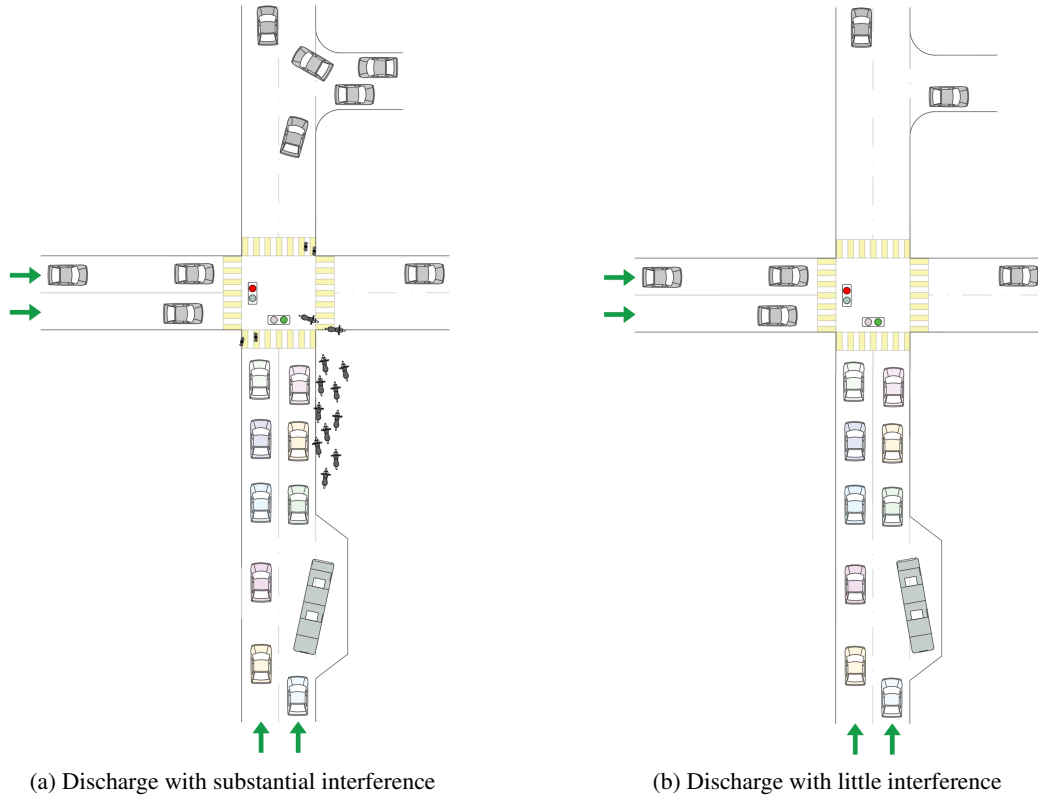 (a) Discharge with substantial interference
(b) Discharge with little interference